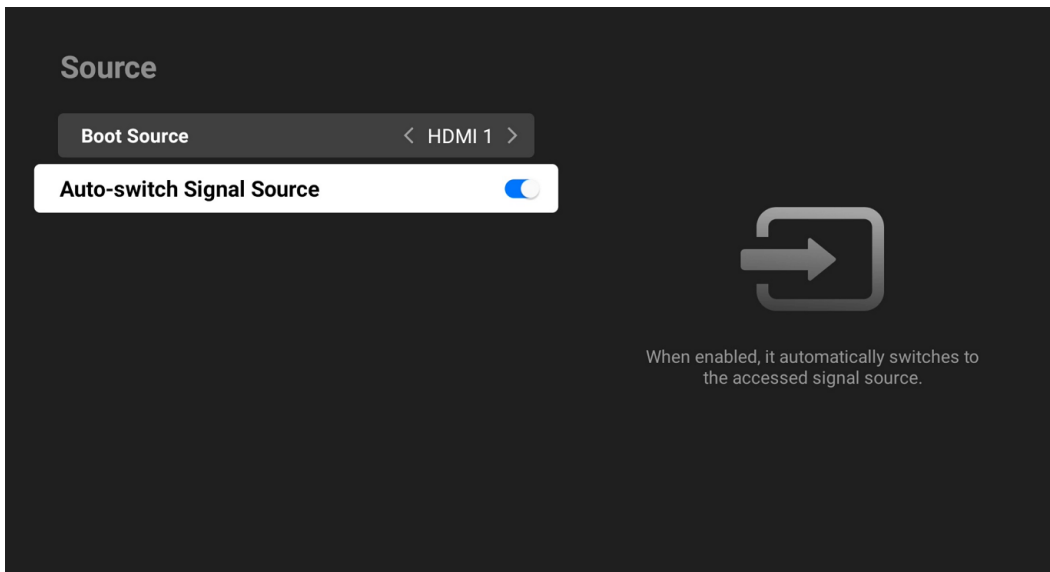 Source
Boot Source < HDMI 1 >
Auto-switch Signal Source
When enabled, it automatically switches to
the accessed signal source.